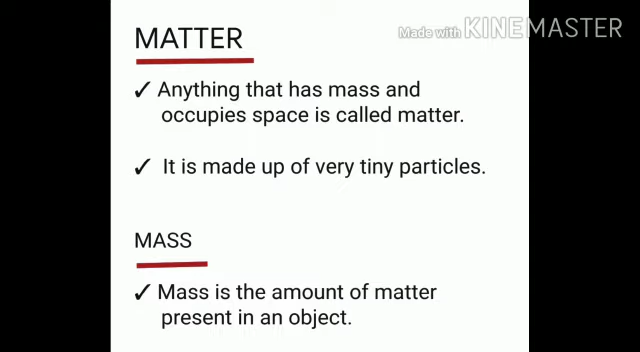 MATTER
Made with KINEMASTER
✓ Anything that has mass and
occupies space is called matter.
✓ It is made up of very tiny particles.
MASS
✓ Mass is the amount of matter
present in an object.